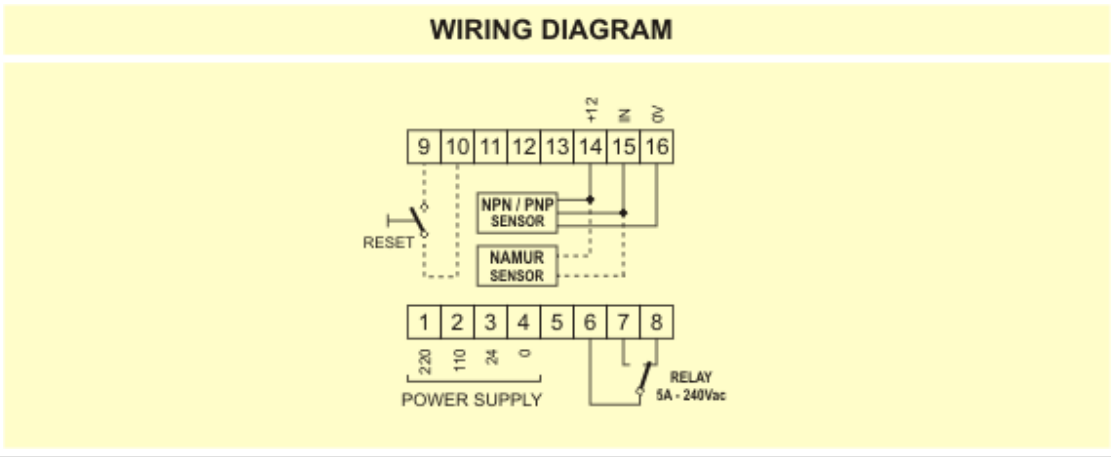 WIRING DIAGRAM
+12 IN 0V
9 10 11 12 13 14 15 16
NPN / PNP
SENSOR
RESET
NAMUR
SENSOR
1 2 3 4 5 6 7 8
220 110 24 0
RELAY
5A - 240Vac
POWER SUPPLY